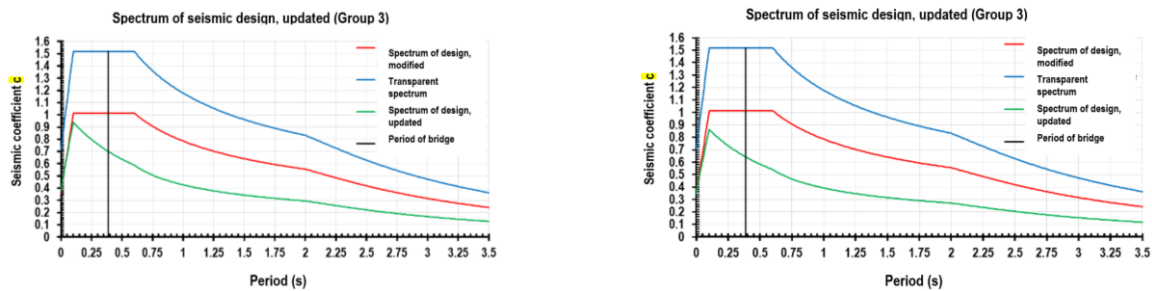 Spectrum of seismic design, updated (Group 3)
1.6
1.5
1.4
1.3
1.2
1.1
1
0.9
0.8
0.7
0.6
0.5
0.4
0.3
0.2
0.1
0
Seismic coefficient c
Spectrum of design,
modified
Transparent
spectrum
Spectrum of design,
updated
Period of bridge
0 0.25 0.5 0.75 1 1.25 1.5 1.75 2 2.25 2.5 2.75 3 3.25 3.5
Period (s)
Spectrum of seismic design, updated (Group 3)
1.6
1.5
1.4
1.3
1.2
1.1
1
0.9
0.8
0.7
0.6
0.5
0.4
0.3
0.2
0.1
0
Seismic coefficient c
Spectrum of design,
modified
Transparent
spectrum
Spectrum of design,
updated
Period of bridge
0 0.25 0.5 0.75 1 1.25 1.5 1.75 2 2.25 2.5 2.75 3 3.25 3.5
Period (s)